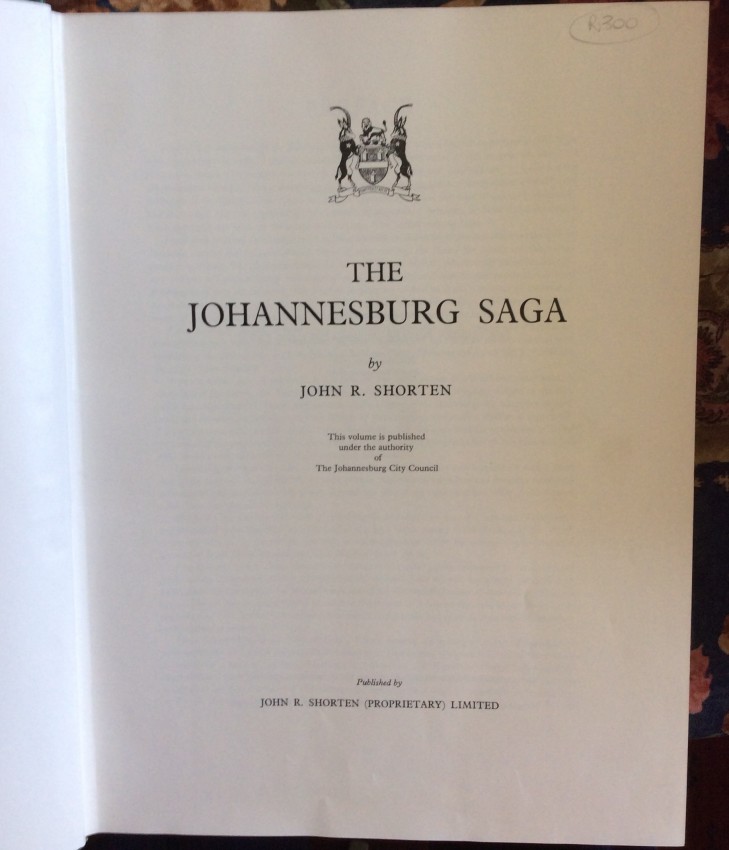 R300
THE
JOHANNESBURG SAGA
by
JOHN R. SHORTEN
This volume is published
under the authority
of
The Johannesburg City Council
Published by
JOHN R. SHORTEN (PROPRIETARY) LIMITED